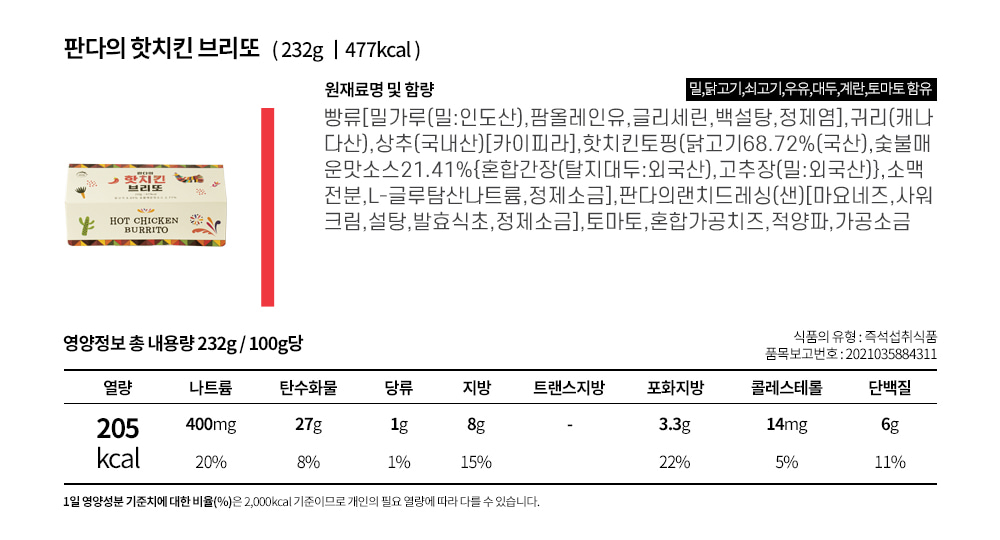 판다의 핫치킨 브리또 ( 232g | 477kcal )
원재료명 및 함량
밀,닭고기,쇠고기,우유,대두,계란,토마토 함유
빵류[밀가루(밀:인도산),팜올레인유,글리세린,백설탕,정제염],귀리(캐나
다산),상추(국내산)[카이피라],핫치킨토핑(닭고기68.72%(국산),숯불매
운맛소스21.41%{혼합간장(탈지대두:외국산),고추장(밀:외국산)},소맥
전분,L-글루탐산나트륨,정제소금],판다의랜치드레싱(샌)[마요네즈,사워
크림,설탕,발효식초,정제소금],토마토,혼합가공치즈,적양파,가공소금
판다의
핫치킨
브리또
HOT CHICKEN
BURRITO
영양정보 총 내용량 232g / 100g당
식품의 유형 : 즉석섭취식품
품목보고번호 : 2021035884311
열량 나트륨 탄수화물 당류 지방 트랜스지방 포화지방 콜레스테롤 단백질
205 kcal 400mg 27g 1g 8g - 3.3g 14mg 6g
20% 8% 1% 15% 22% 5% 11%
1일 영양성분 기준치에 대한 비율(%)은 2,000kcal 기준이므로 개인의 필요 열량에 따라 다를 수 있습니다.